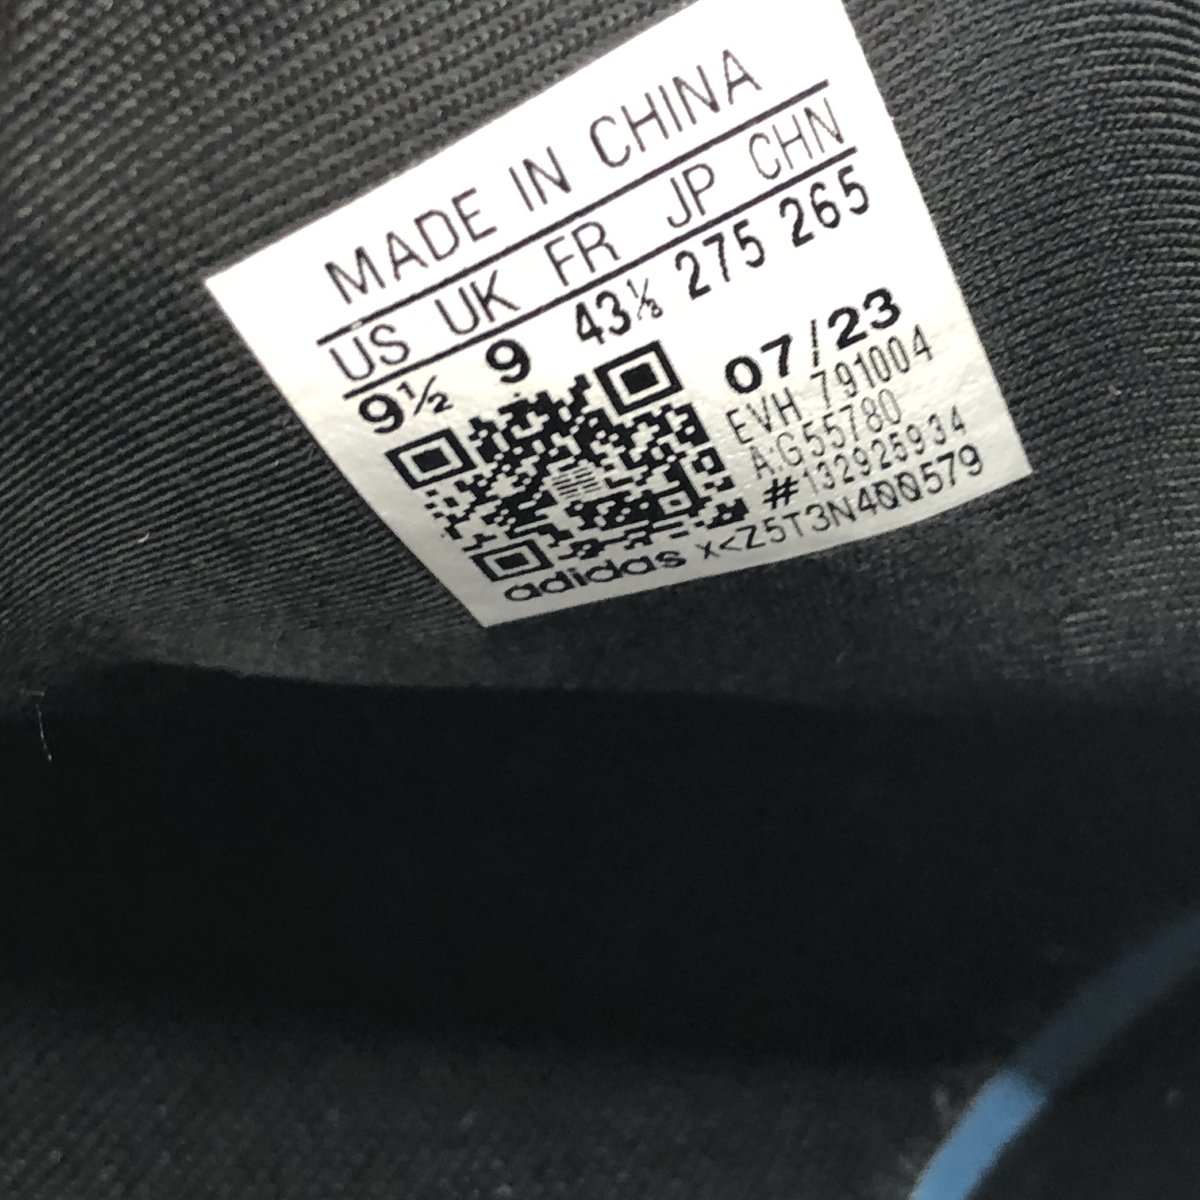 MADE IN CHINA
US UK FR JP CHN
9½ 9 43⅓ 275 265
07/23
EVH 791004
A:G55780
#132925934
adidas X<Z5T3N4QQ579